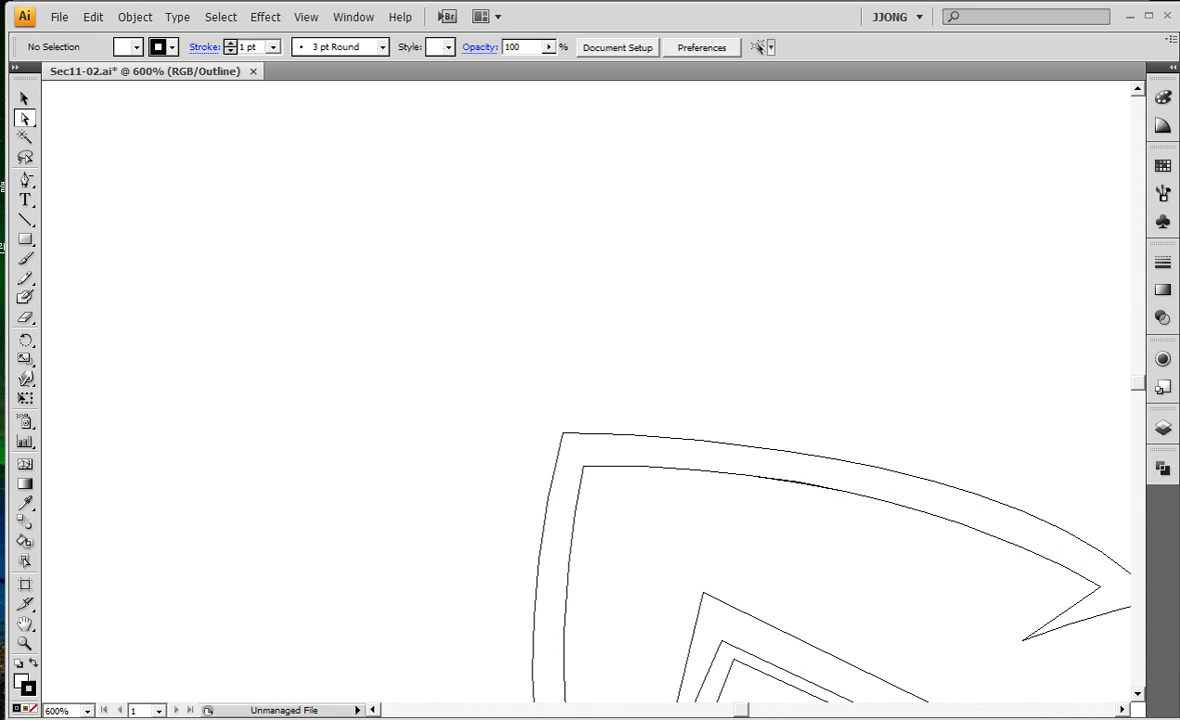 Ai File Edit Object Type Select Effect View Window Help Br JJONG
No Selection Stroke: 1 pt 3 pt Round Style: Opacity: 100 % Document Setup Preferences
Sec11-02.ai* @ 600% (RGB/Outline)
T
600% 1 Unmanaged File